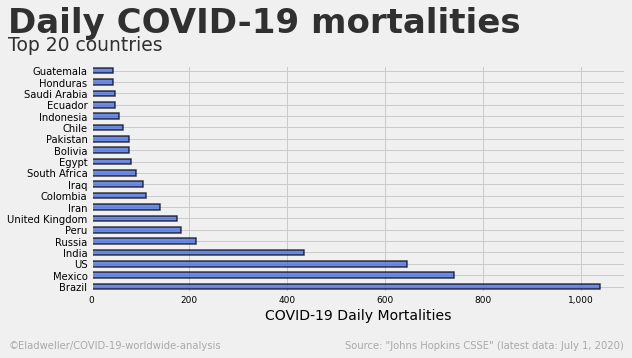 Daily COVID-19 mortalities
Top 20 countries
Guatemala
Honduras
Saudi Arabia
Ecuador
Indonesia
Chile
Pakistan
Bolivia
Egypt
South Africa
Iraq
Colombia
Iran
United Kingdom
Peru
Russia
India
US
Mexico
Brazil
0 200 400 600 800 1,000
COVID-19 Daily Mortalities
©Eladweller/COVID-19-worldwide-analysis Source: "Johns Hopkins CSSE" (latest data: July 1, 2020)